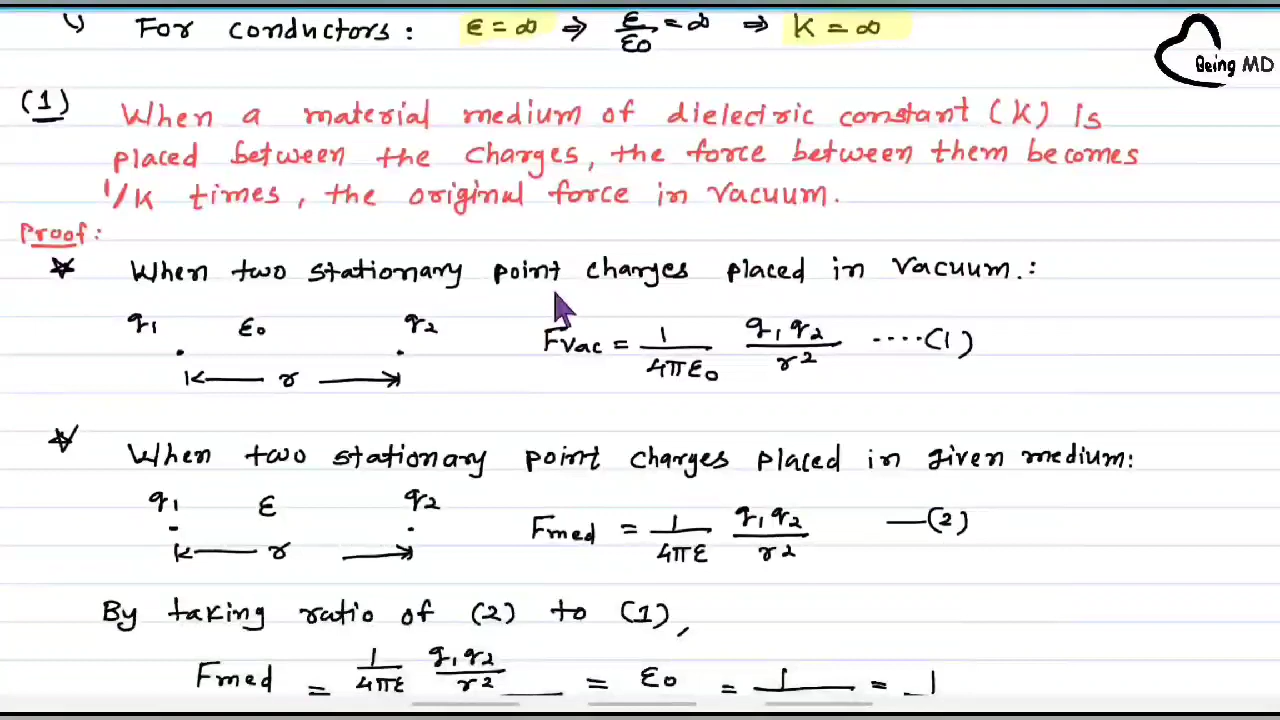 For conductors: ε = ∞ ⇒ ε/ε0 = ∞ ⇒ K = ∞
Being MD
(1) When a material medium of dielectric constant (K) is
placed between the charges, the force between them becomes
1/K times, the original force in vacuum.
Proof:
When two stationary point charges placed in vacuum.:
q1 ε0 q2
Fvac = 1/4πε0 q1q2/r2 ....(1)
r
When two stationary point charges placed in given medium:
q1 ε q2
Fmed = 1/4πε q1q2/r2 —(2)
r
By taking ratio of (2) to (1),
Fmed = 1/4πε q1q2/r2 = ε0 = 1 = 1